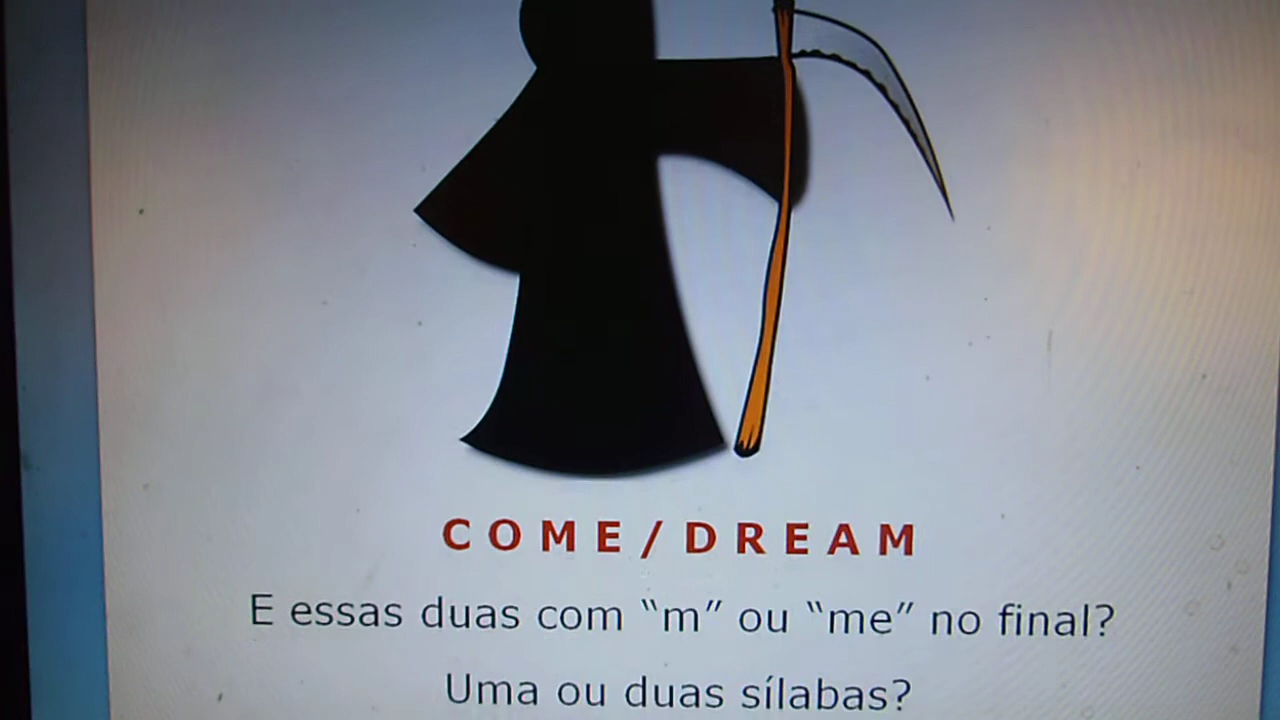 COME/DREAM
E essas duas com “m” ou “me” no final?
Uma ou duas sílabas?